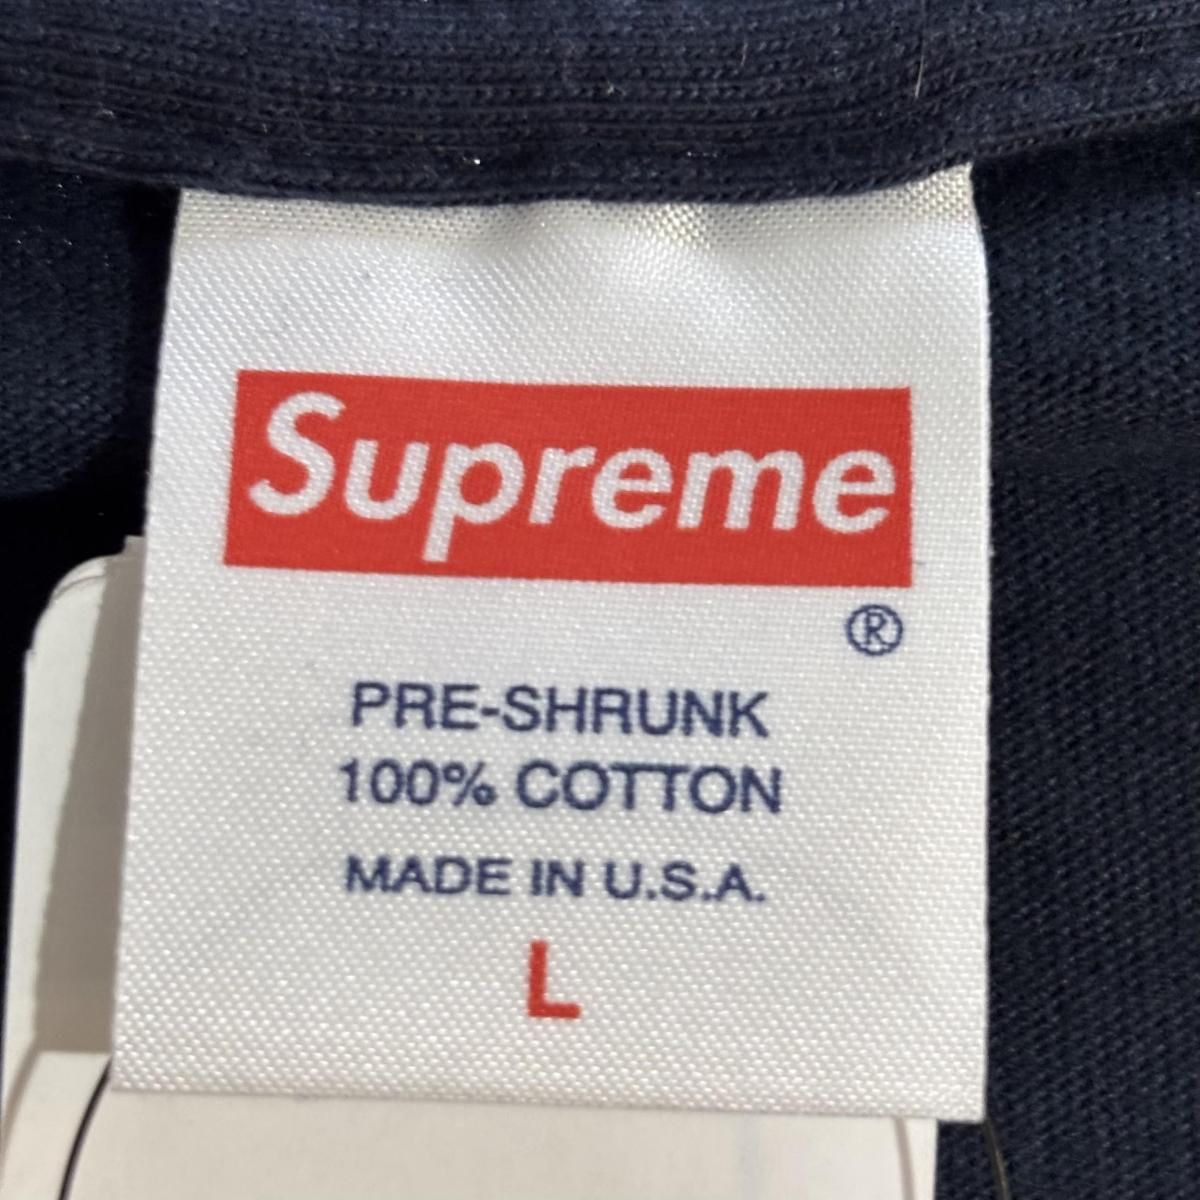 Supreme
®
PRE-SHRUNK
100% COTTON
MADE IN U.S.A.
L